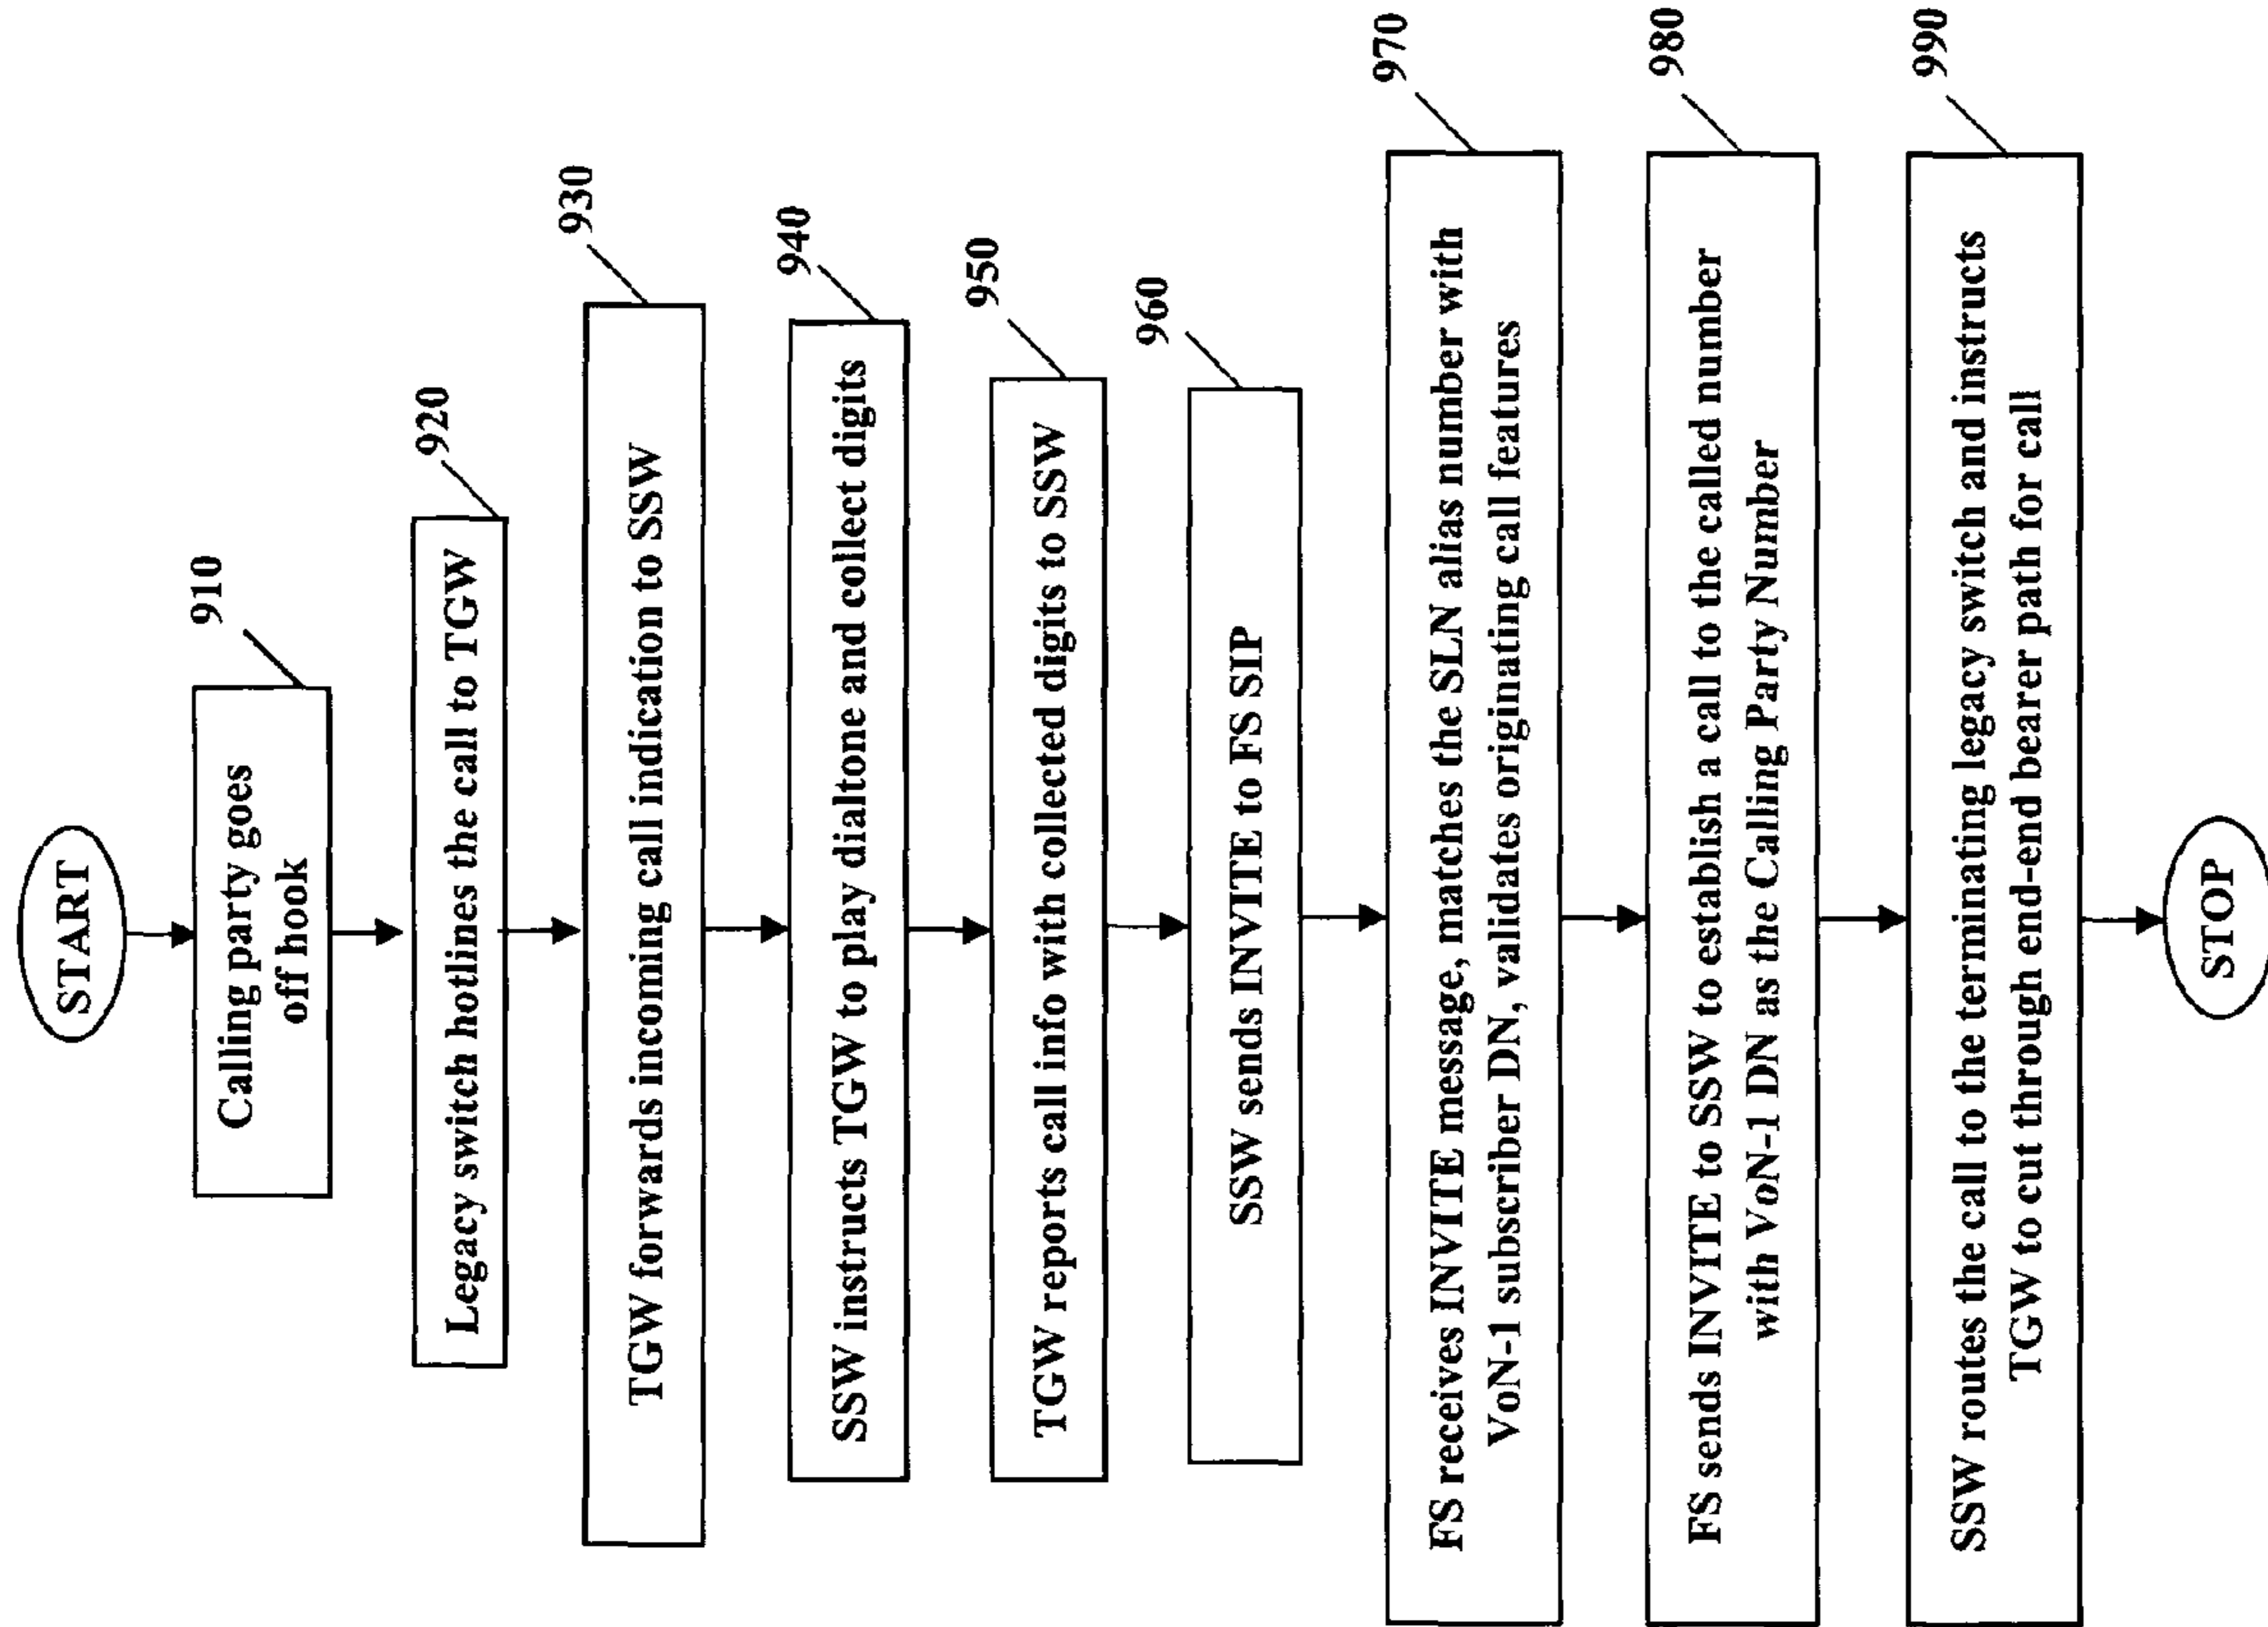 START
910
Calling party goes
off hook
920
Legacy switch hotlines the call to TGW
930
TGW forwards incoming call indication to SSW
940
SSW instructs TGW to play dialtone and collect digits
950
TGW reports call info with collected digits to SSW
960
SSW sends INVITE to FS SIP
970
FS receives INVITE message, matches the SLN alias number with
VoN-1 subscriber DN, validates originating call features
980
FS sends INVITE to SSW to establish a call to the called number
with VoN-1 DN as the Calling Party Number
990
SSW routes the call to the terminating legacy switch and instructs
TGW to cut through end-end bearer path for call
STOP